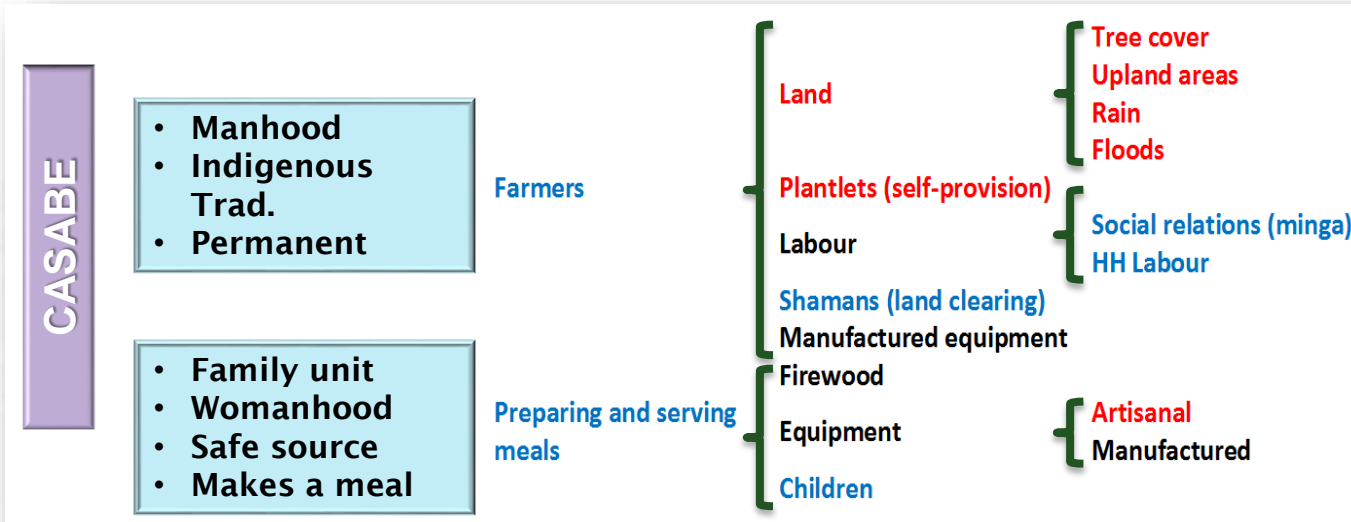 CASABE
• Manhood
• Indigenous
Trad.
• Permanent
Farmers
Land
Tree cover
Upland areas
Rain
Floods
Plantlets (self-provision)
Labour
Social relations (minga)
HH Labour
Shamans (land clearing)
Manufactured equipment
• Family unit
• Womanhood
• Safe source
• Makes a meal
Preparing and serving
meals
Firewood
Equipment
Artisanal
Manufactured
Children